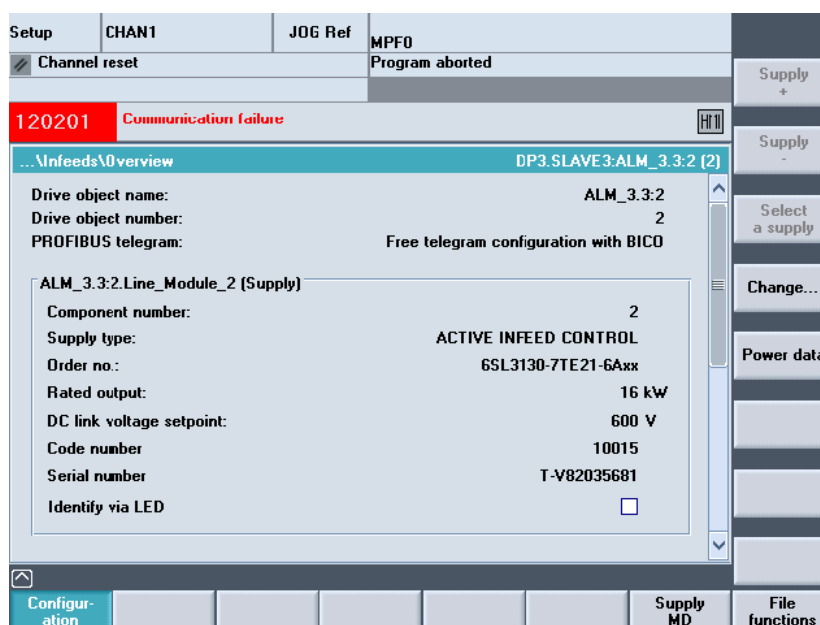 Setup CHAN1 JOG Ref MPF0
Channel reset Program aborted
120201 Communication failure
...\Infeeds\Overview DP3.SLAVE3:ALM_3.3:2 (2)
Drive object name: ALM_3.3:2
Drive object number: 2
PROFIBUS telegram: Free telegram configuration with BICO
ALM_3.3:2.Line_Module_2 (Supply)
Component number: 2
Supply type: ACTIVE INFEED CONTROL
Order no.: 6SL3130-7TE21-6Axx
Rated output: 16 kW
DC link voltage setpoint: 600 V
Code number 10015
Serial number T-V82035681
Identify via LED
Supply
+
Supply
-
Select
a supply
Change...
Power data
Configur-
ation
Supply
MD
File
functions